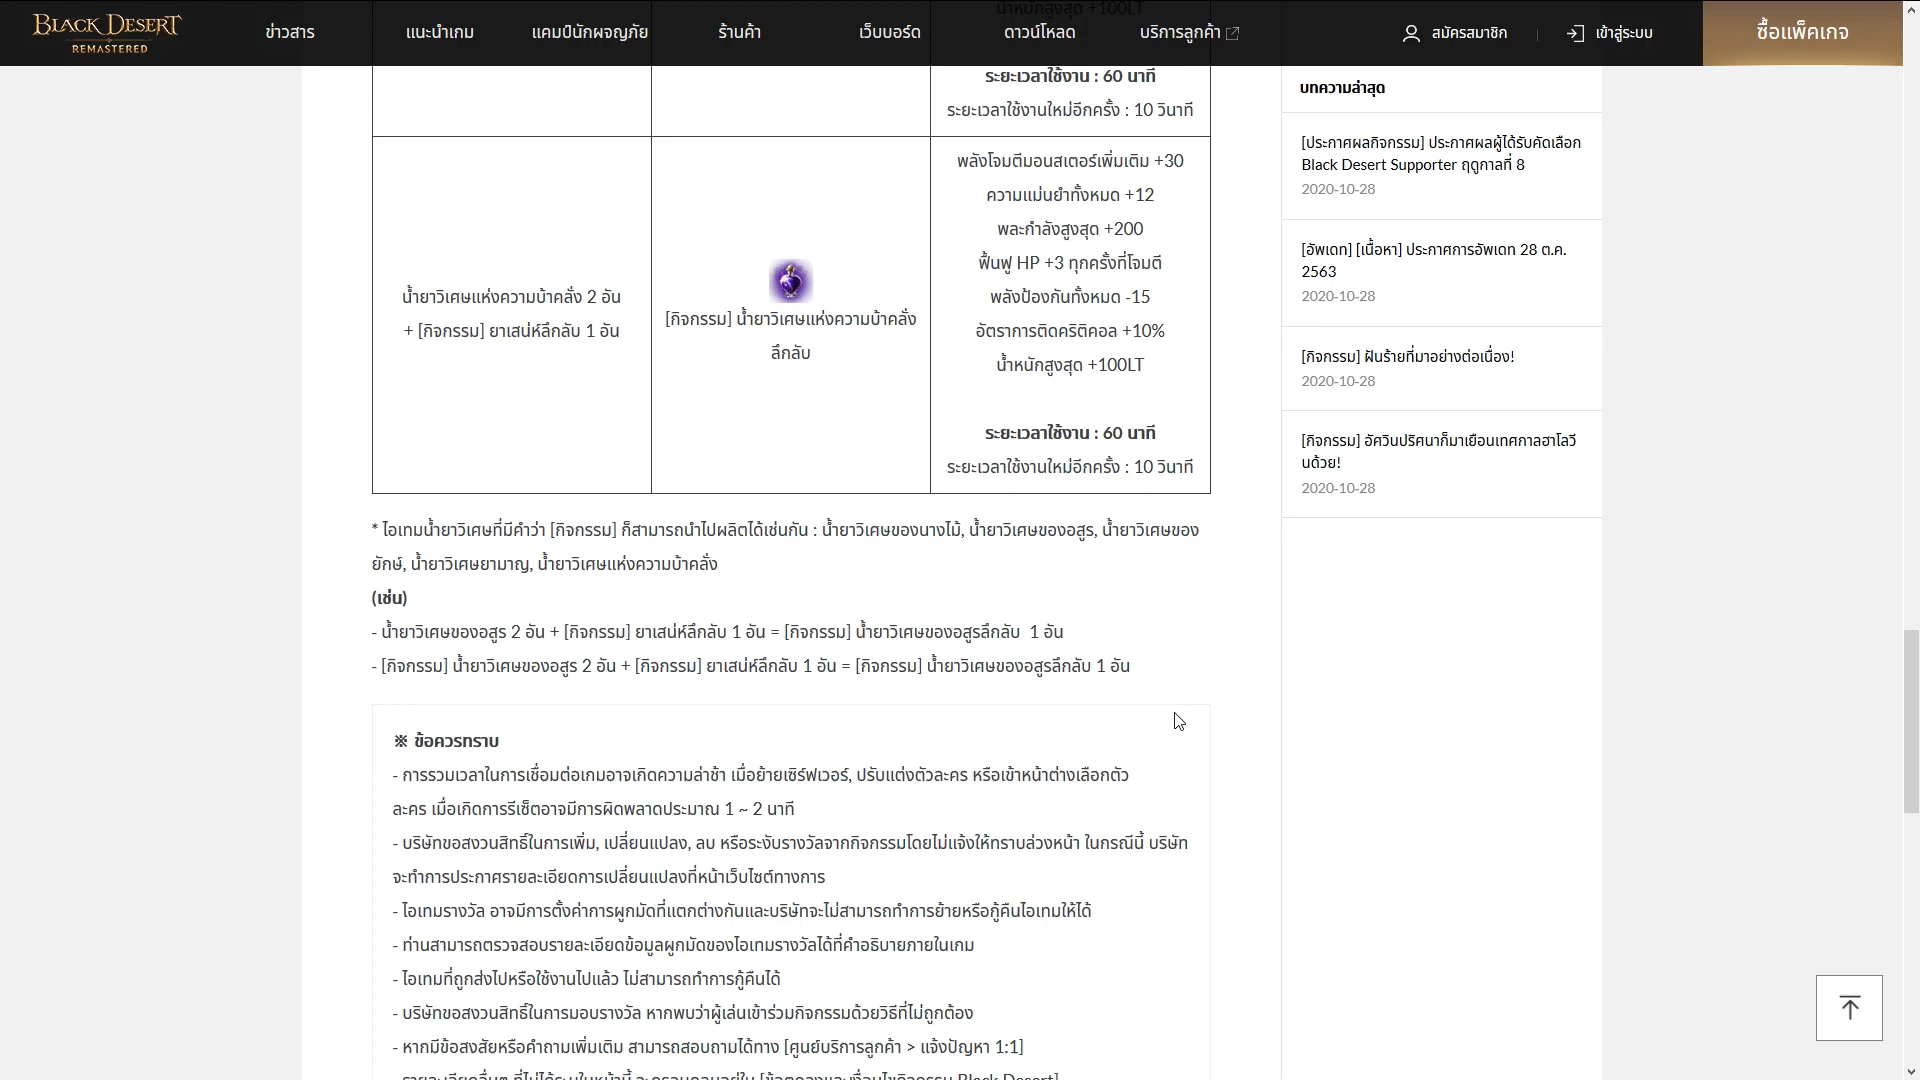 BLACK DESERT
REMASTERED
ข่าวสาร
แนะนำเกม
แคมป์นักผจญภัย
ร้านค้า
เว็บบอร์ด
ดาวน์โหลด
บริการลูกค้า
สมัครสมาชิก
เข้าสู่ระบบ
ซื้อแพ็คเกจ
น้ำหนักสูงสุด +100LT
ระยะเวลาใช้งาน : 60 นาที
ระยะเวลาใช้งานใหม่อีกครั้ง : 10 วินาที
น้ำยาวิเศษแห่งความบ้าคลั่ง 2 อัน
+ [กิจกรรม] ยาเสน่ห์ลึกลับ 1 อัน
[กิจกรรม] น้ำยาวิเศษแห่งความบ้าคลั่ง
ลึกลับ
พลังโจมตีมอนสเตอร์เพิ่มเติม +30
ความแม่นยำทั้งหมด +12
พละกำลังสูงสุด +200
ฟื้นฟู HP +3 ทุกครั้งที่โจมตี
พลังป้องกันทั้งหมด -15
อัตราการติดคริติคอล +10%
น้ำหนักสูงสุด +100LT
ระยะเวลาใช้งาน : 60 นาที
ระยะเวลาใช้งานใหม่อีกครั้ง : 10 วินาที
* ไอเทมน้ำยาวิเศษที่มีคำว่า [กิจกรรม] ก็สามารถนำไปผลิตได้เช่นกัน : น้ำยาวิเศษของนางไม้, น้ำยาวิเศษของอสูร, น้ำยาวิเศษของ
ยักษ์, น้ำยาวิเศษยามาญ, น้ำยาวิเศษแห่งความบ้าคลั่ง
(เช่น)
- น้ำยาวิเศษของอสูร 2 อัน + [กิจกรรม] ยาเสน่ห์ลึกลับ 1 อัน = [กิจกรรม] น้ำยาวิเศษของอสูรลึกลับ 1 อัน
- [กิจกรรม] น้ำยาวิเศษของอสูร 2 อัน + [กิจกรรม] ยาเสน่ห์ลึกลับ 1 อัน = [กิจกรรม] น้ำยาวิเศษของอสูรลึกลับ 1 อัน
※ ข้อควรทราบ
- การรวมเวลาในการเชื่อมต่อเกมอาจเกิดความล่าช้า เมื่อย้ายเซิร์ฟเวอร์, ปรับแต่งตัวละคร หรือเข้าหน้าต่างเลือกตัว
ละคร เมื่อเกิดการรีเซ็ตอาจมีการผิดพลาดประมาณ 1 ~ 2 นาที
- บริษัทขอสงวนสิทธิ์ในการเพิ่ม, เปลี่ยนแปลง, ลบ หรือระงับรางวัลจากกิจกรรมโดยไม่แจ้งให้ทราบล่วงหน้า ในกรณีนี้ บริษัท
จะทำการประกาศรายละเอียดการเปลี่ยนแปลงที่หน้าเว็บไซต์ทางการ
- ไอเทมรางวัล อาจมีการตั้งค่าการผูกมัดที่แตกต่างกันและบริษัทจะไม่สามารถทำการย้ายหรือกู้คืนไอเทมให้ได้
- ท่านสามารถตรวจสอบรายละเอียดข้อมูลผูกมัดของไอเทมรางวัลได้ที่คำอธิบายภายในเกม
- ไอเทมที่ถูกส่งไปหรือใช้งานไปแล้ว ไม่สามารถทำการกู้คืนได้
- บริษัทขอสงวนสิทธิ์ในการมอบรางวัล หากพบว่าผู้เล่นเข้าร่วมกิจกรรมด้วยวิธีที่ไม่ถูกต้อง
- หากมีข้อสงสัยหรือคำถามเพิ่มเติม สามารถสอบถามได้ทาง [ศูนย์บริการลูกค้า > แจ้งปัญหา 1:1]
บทความล่าสุด
[ประกาศผลกิจกรรม] ประกาศผลผู้ได้รับคัดเลือก
Black Desert Supporter ฤดูกาลที่ 8
2020-10-28
[อัพเดท] [เนื้อหา] ประกาศการอัพเดท 28 ต.ค.
2563
2020-10-28
[กิจกรรม] ฝันร้ายที่มาอย่างต่อเนื่อง!
2020-10-28
[กิจกรรม] อัศวินปริศนาก็มาเยือนเทศกาลฮาโลวี
นด้วย!
2020-10-28